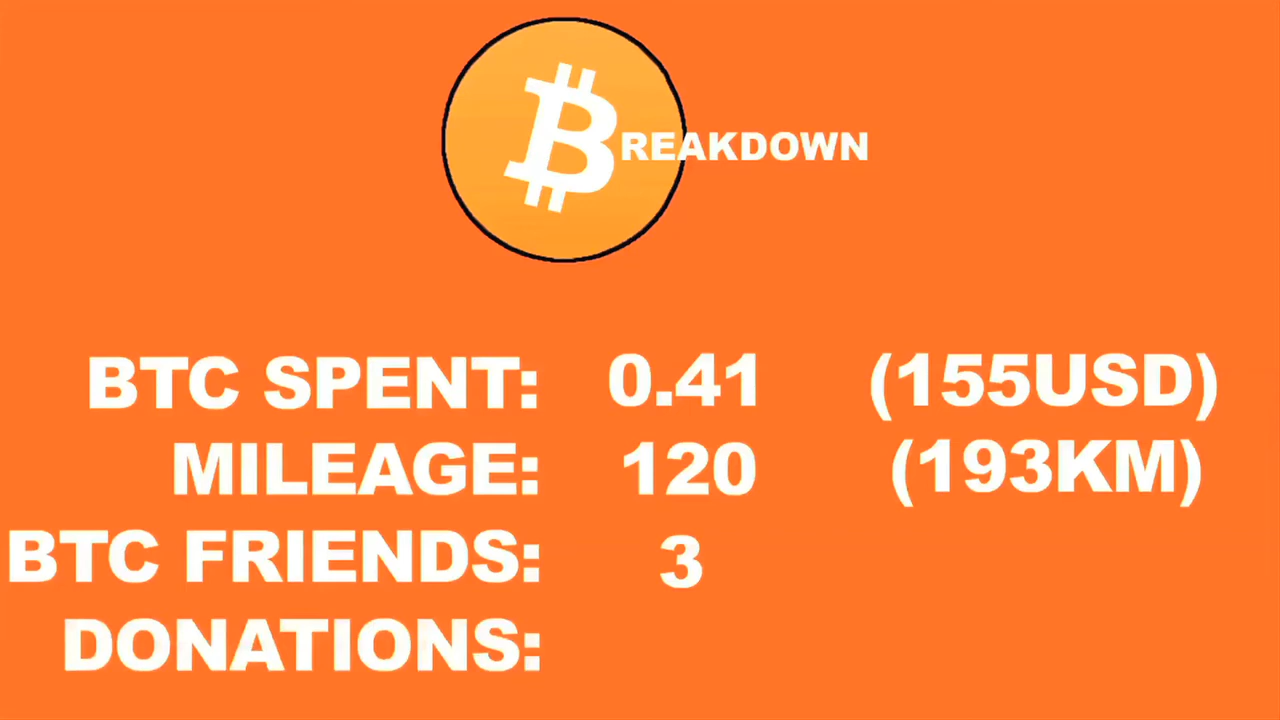 BREAKDOWN
BTC SPENT: 0.41 (155USD)
MILEAGE: 120 (193KM)
BTC FRIENDS: 3
DONATIONS: